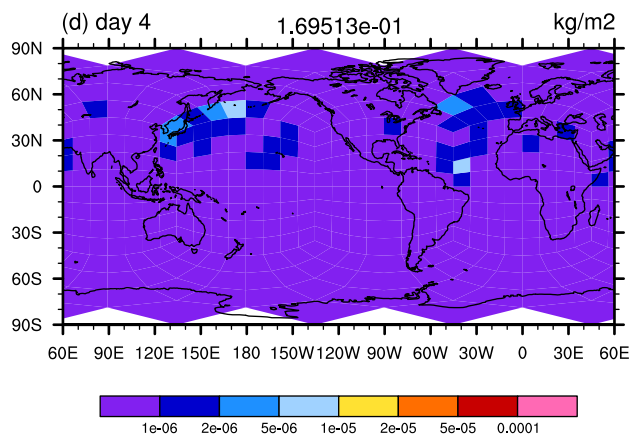 (d) day 4 1.69513e-01 kg/m2
90N
60N
30N
0
30S
60S
90S
60E 90E 120E 150E 180 150W 120W 90W 60W 30W 0 30E 60E
1e-06 2e-06 5e-06 1e-05 2e-05 5e-05 0.0001